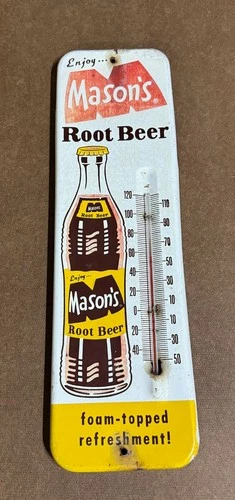 Enjoy...
Mason's
Root Beer
Mason's
Root Beer
Enjoy...
Mason's
Root Beer
120
100
80
60
40
20
0
20
40
110
90
70
50
30
10
10
30
50
foam-topped
refreshment!